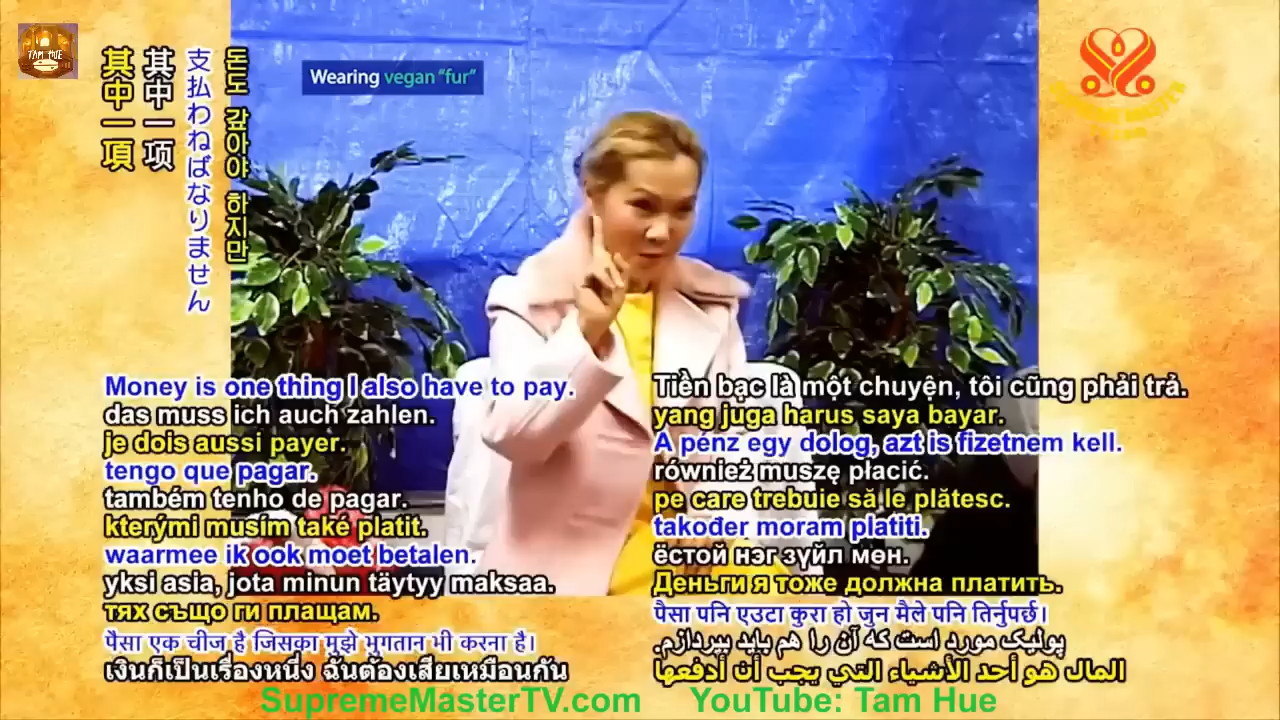 TAM HUE
其中一項
其中一项
支払わねばなりません
돈도 갚아야 하지만
Wearing vegan “fur”
Money is one thing I also have to pay.
das muss ich auch zahlen.
je dois aussi payer.
tengo que pagar.
também tenho de pagar.
kterými musím také platit.
waarmee ik ook moet betalen.
yksi asia, jota minun täytyy maksaa.
тях също ги плащам.
पैसा एक चीज है जिसका मुझे भुगतान भी करना है।
เงินก็เป็นเรื่องหนึ่ง ฉันต้องเสียเหมือนกัน
Tiền bạc là một chuyện, tôi cũng phải trả.
yang juga harus saya bayar.
A pénz egy dolog, azt is fizetnem kell.
również muszę płacić.
pe care trebuie să le plătesc.
također moram platiti.
ёстой нэг зүйл мөн.
Деньги я тоже должна платить.
पैसा पनि एउटा कुरा हो जुन मैले पनि तिर्नुपर्छ।
پولیک مورد است که آن را هم باید بپردازم.
المال هو أحد الأشياء التي يجب أن أدفعها
SupremeMasterTV.com
YouTube: Tam Hue